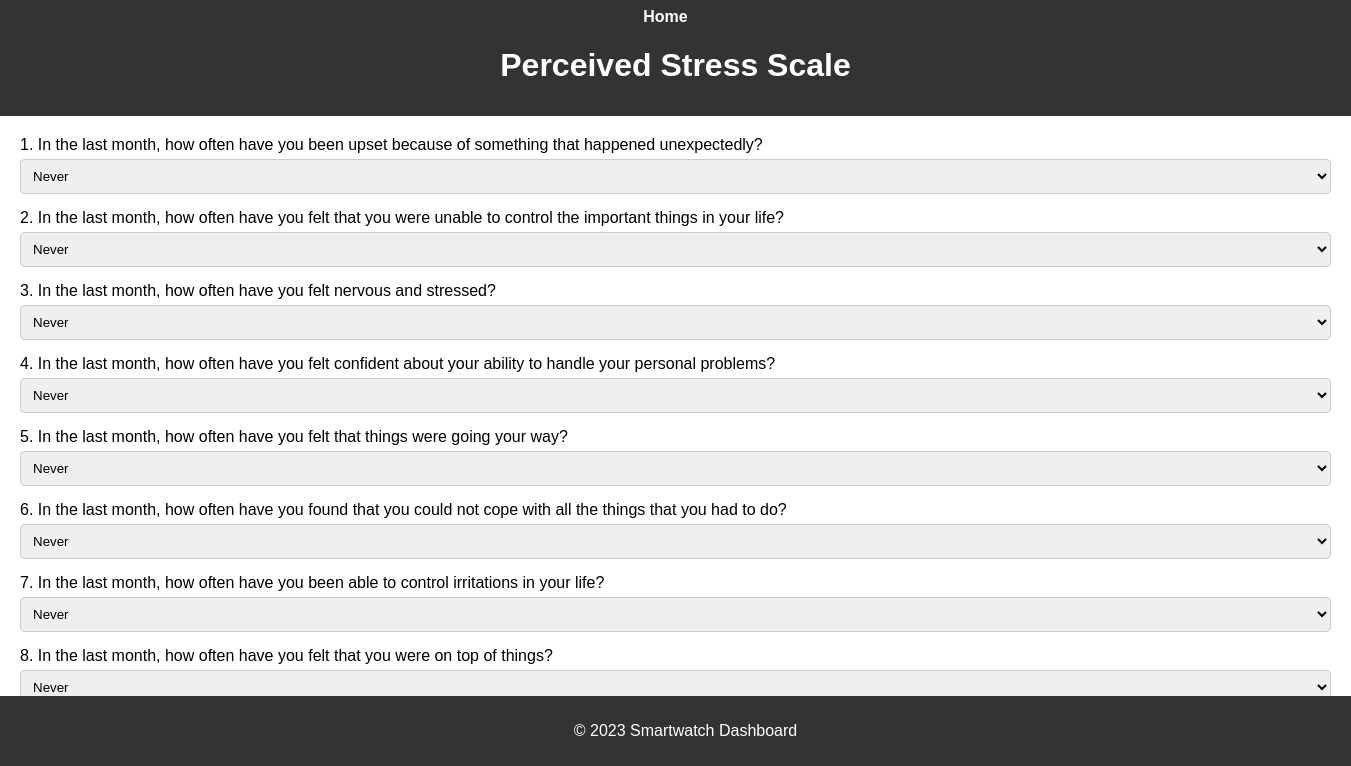 Home
Perceived Stress Scale
1. In the last month, how often have you been upset because of something that happened unexpectedly?
Never
2. In the last month, how often have you felt that you were unable to control the important things in your life?
Never
3. In the last month, how often have you felt nervous and stressed?
Never
4. In the last month, how often have you felt confident about your ability to handle your personal problems?
Never
5. In the last month, how often have you felt that things were going your way?
Never
6. In the last month, how often have you found that you could not cope with all the things that you had to do?
Never
7. In the last month, how often have you been able to control irritations in your life?
Never
8. In the last month, how often have you felt that you were on top of things?
Never
© 2023 Smartwatch Dashboard